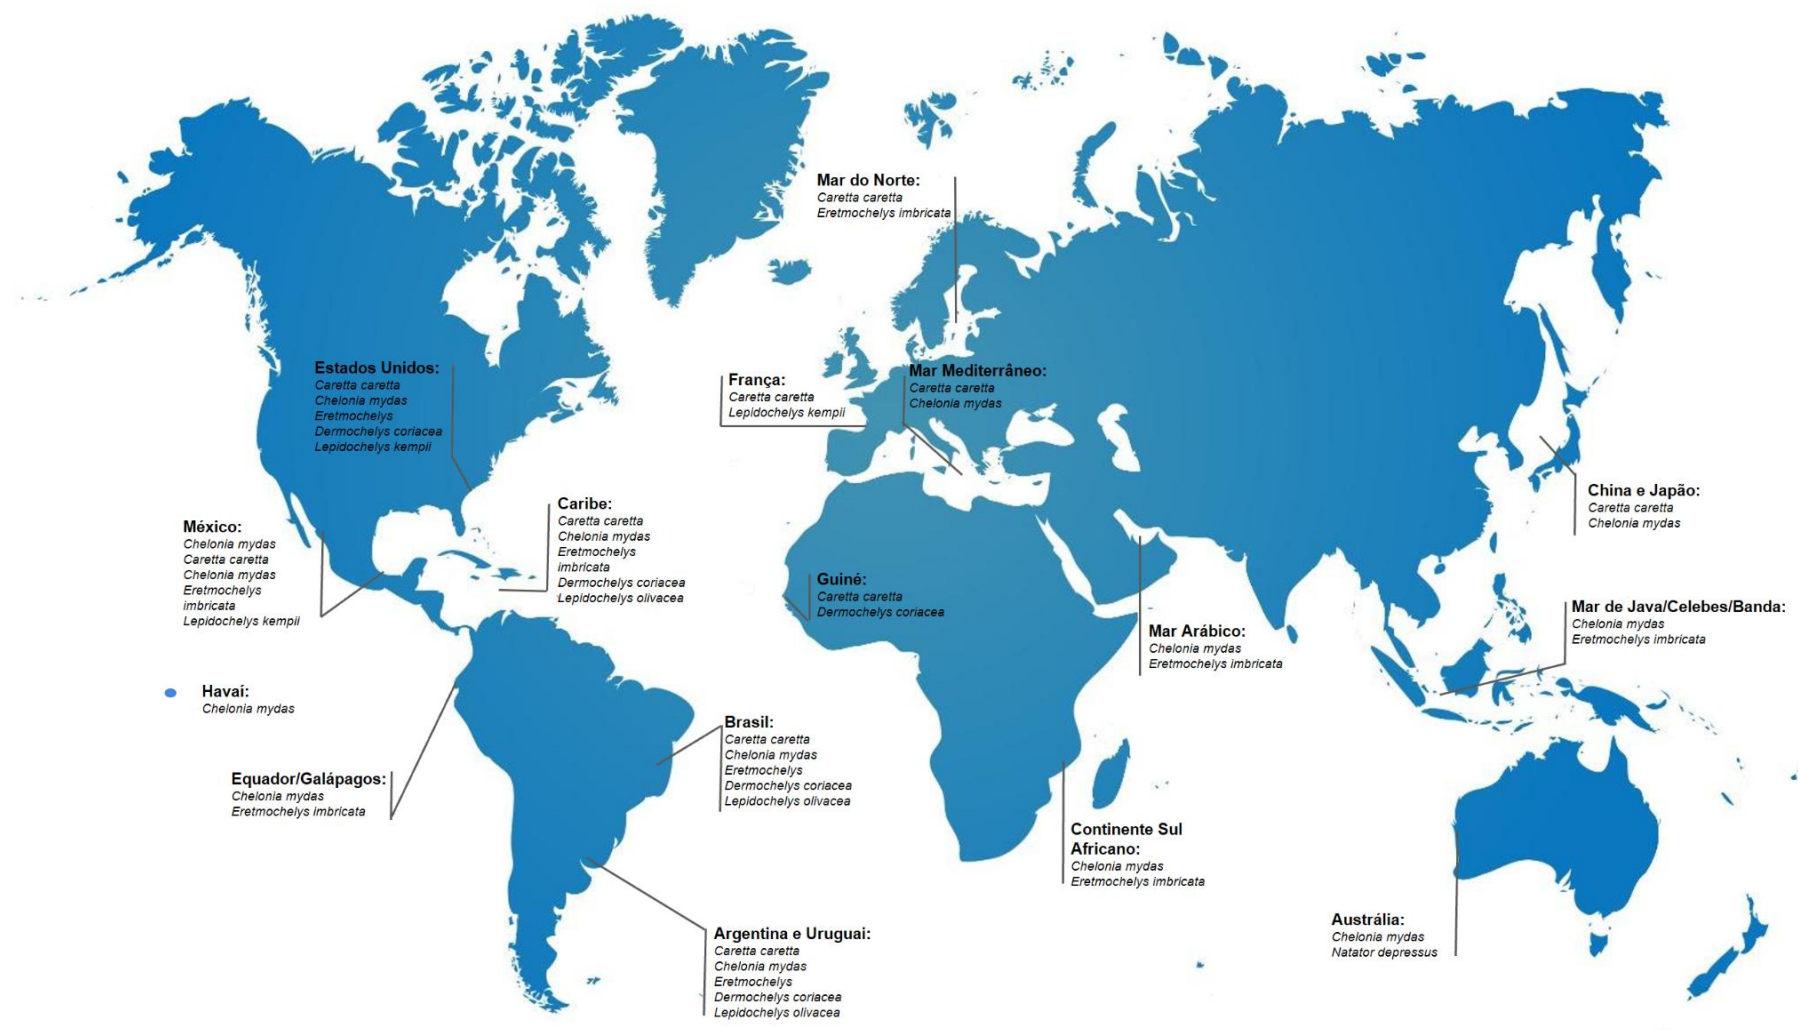 Mar do Norte:
Caretta caretta
Eretmochelys imbricata
Estados Unidos:
Caretta caretta
Chelonia mydas
Eretmochelys
Dermochelys coriacea
Lepidochelys kempii
França:
Caretta caretta
Lepidochelys kempii
Mar Mediterrâneo:
Caretta caretta
Chelonia mydas
China e Japão:
Caretta caretta
Chelonia mydas
México:
Chelonia mydas
Caretta caretta
Chelonia mydas
Eretmochelys
imbricata
Lepidochelys kempii
Caribe:
Caretta caretta
Chelonia mydas
Eretmochelys
imbricata
Dermochelys coriacea
Lepidochelys olivacea
Guiné:
Caretta caretta
Dermochelys coriacea
Mar Arábico:
Chelonia mydas
Eretmochelys imbricata
Mar de Java/Celebes/Banda:
Chelonia mydas
Eretmochelys imbricata
Havaí:
Chelonia mydas
Equador/Galápagos:
Chelonia mydas
Eretmochelys imbricata
Brasil:
Caretta caretta
Chelonia mydas
Eretmochelys
Dermochelys coriacea
Lepidochelys olivacea
Continente Sul
Africano:
Chelonia mydas
Eretmochelys imbricata
Argentina e Uruguai:
Caretta caretta
Chelonia mydas
Eretmochelys
Dermochelys coriacea
Lepidochelys olivacea
Austrália:
Chelonia mydas
Natator depressus